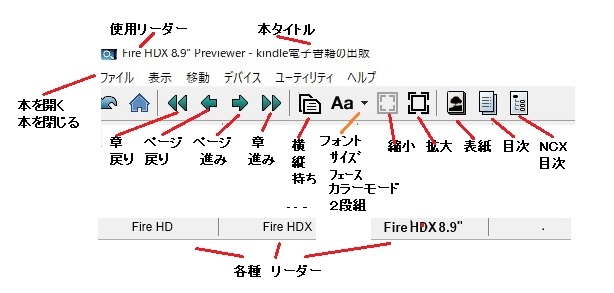 使用リーダー 本タイトル
Fire HDX 8.9" Previewer - kindle電子書籍の出版
ファイル 表示 移動 デバイス ユーティリティ ヘルプ
本を開く
本を閉じる
Aa
章
戻り
ページ
戻り
ページ
進み
章
進み
横
縦
持ち
フォント
サイズ
フェース
カラーモード
２段組
縮小
拡大
表紙
目次
NCX
目次
- - -
Fire HD
Fire HDX
Fire HDX 8.9"
各種 リーダー